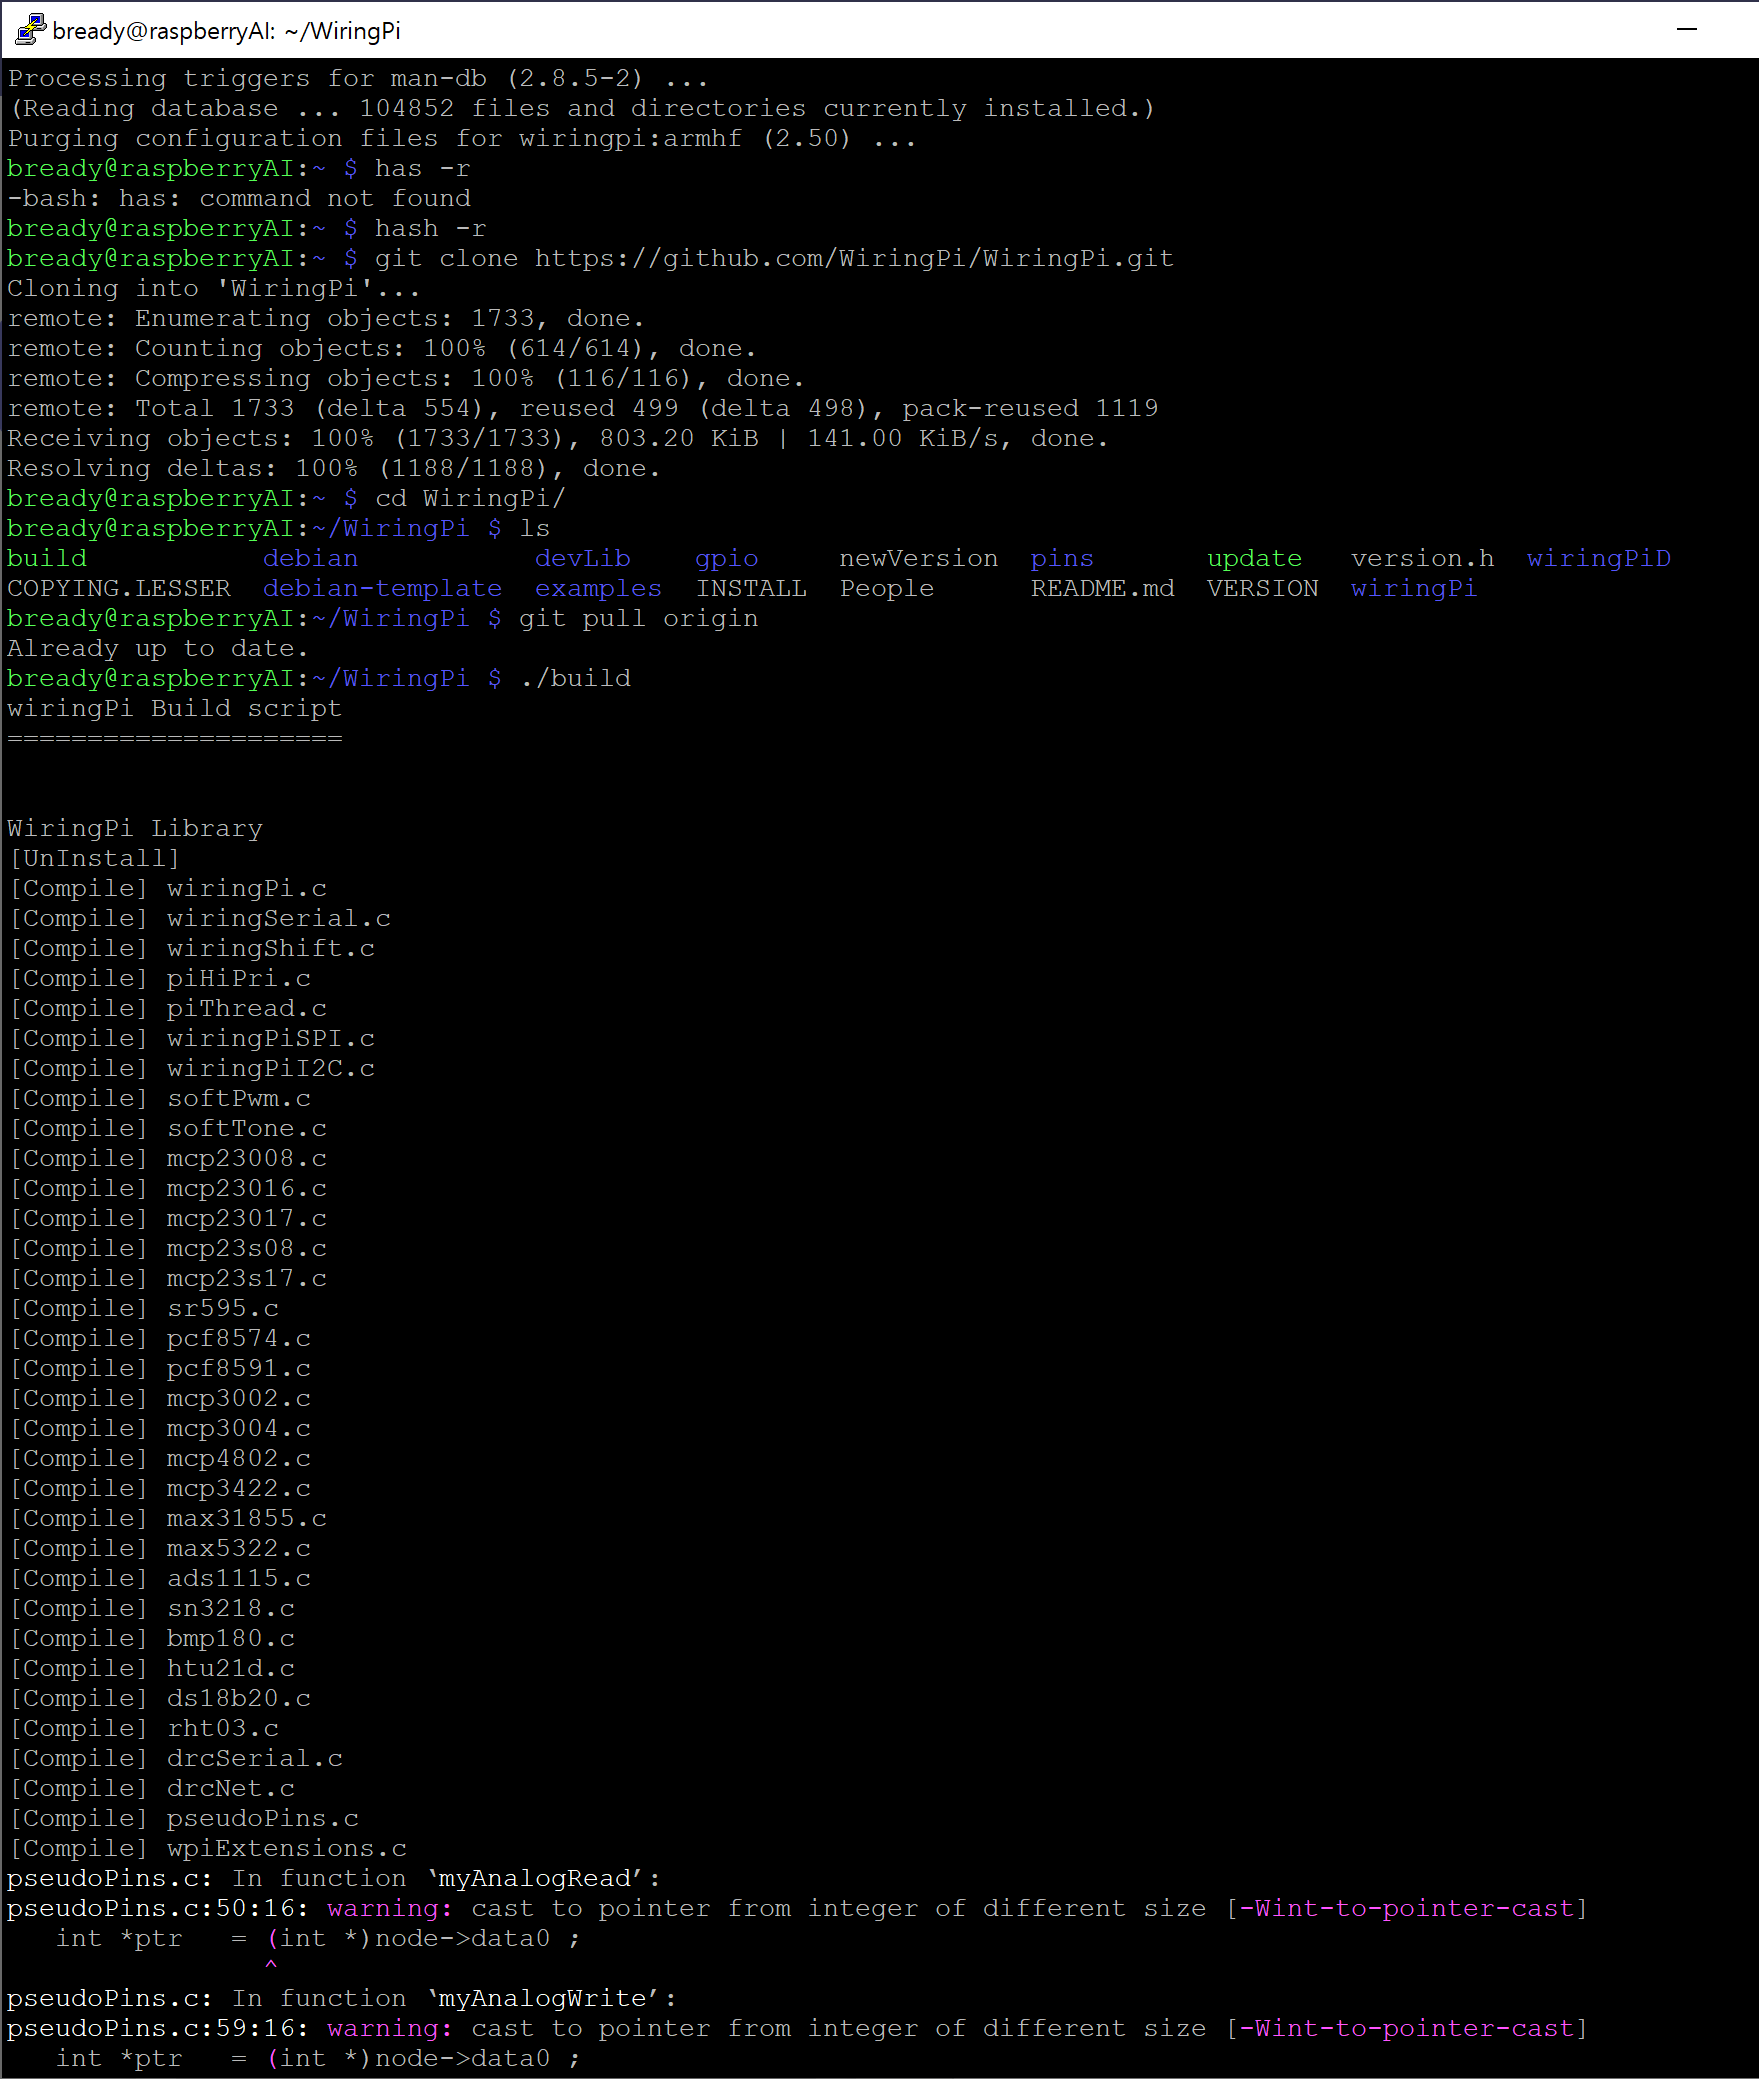 bready@raspberryAI: ~/WiringPi
Processing triggers for man-db (2.8.5-2) ...
(Reading database ... 104852 files and directories currently installed.)
Purging configuration files for wiringpi:armhf (2.50) ...
bready@raspberryAI:~ $ has -r
-bash: has: command not found
bready@raspberryAI:~ $ hash -r
bready@raspberryAI:~ $ git clone https://github.com/WiringPi/WiringPi.git
Cloning into 'WiringPi'...
remote: Enumerating objects: 1733, done.
remote: Counting objects: 100% (614/614), done.
remote: Compressing objects: 100% (116/116), done.
remote: Total 1733 (delta 554), reused 499 (delta 498), pack-reused 1119
Receiving objects: 100% (1733/1733), 803.20 KiB | 141.00 KiB/s, done.
Resolving deltas: 100% (1188/1188), done.
bready@raspberryAI:~ $ cd WiringPi/
bready@raspberryAI:~/WiringPi $ ls
build           debian           devLib    gpio     newVersion  pins       update   version.h  wiringPiD
COPYING.LESSER  debian-template  examples  INSTALL  People      README.md  VERSION  wiringPi
bready@raspberryAI:~/WiringPi $ git pull origin
Already up to date.
bready@raspberryAI:~/WiringPi $ ./build
wiringPi Build script
=====================
WiringPi Library
[UnInstall]
[Compile] wiringPi.c
[Compile] wiringSerial.c
[Compile] wiringShift.c
[Compile] piHiPri.c
[Compile] piThread.c
[Compile] wiringPiSPI.c
[Compile] wiringPiI2C.c
[Compile] softPwm.c
[Compile] softTone.c
[Compile] mcp23008.c
[Compile] mcp23016.c
[Compile] mcp23017.c
[Compile] mcp23s08.c
[Compile] mcp23s17.c
[Compile] sr595.c
[Compile] pcf8574.c
[Compile] pcf8591.c
[Compile] mcp3002.c
[Compile] mcp3004.c
[Compile] mcp4802.c
[Compile] mcp3422.c
[Compile] max31855.c
[Compile] max5322.c
[Compile] ads1115.c
[Compile] sn3218.c
[Compile] bmp180.c
[Compile] htu21d.c
[Compile] ds18b20.c
[Compile] rht03.c
[Compile] drcSerial.c
[Compile] drcNet.c
[Compile] pseudoPins.c
[Compile] wpiExtensions.c
pseudoPins.c: In function ‘myAnalogRead’:
pseudoPins.c:50:16: warning: cast to pointer from integer of different size [-Wint-to-pointer-cast]
   int *ptr   = (int *)node->data0 ;
                ^
pseudoPins.c: In function ‘myAnalogWrite’:
pseudoPins.c:59:16: warning: cast to pointer from integer of different size [-Wint-to-pointer-cast]
   int *ptr   = (int *)node->data0 ;